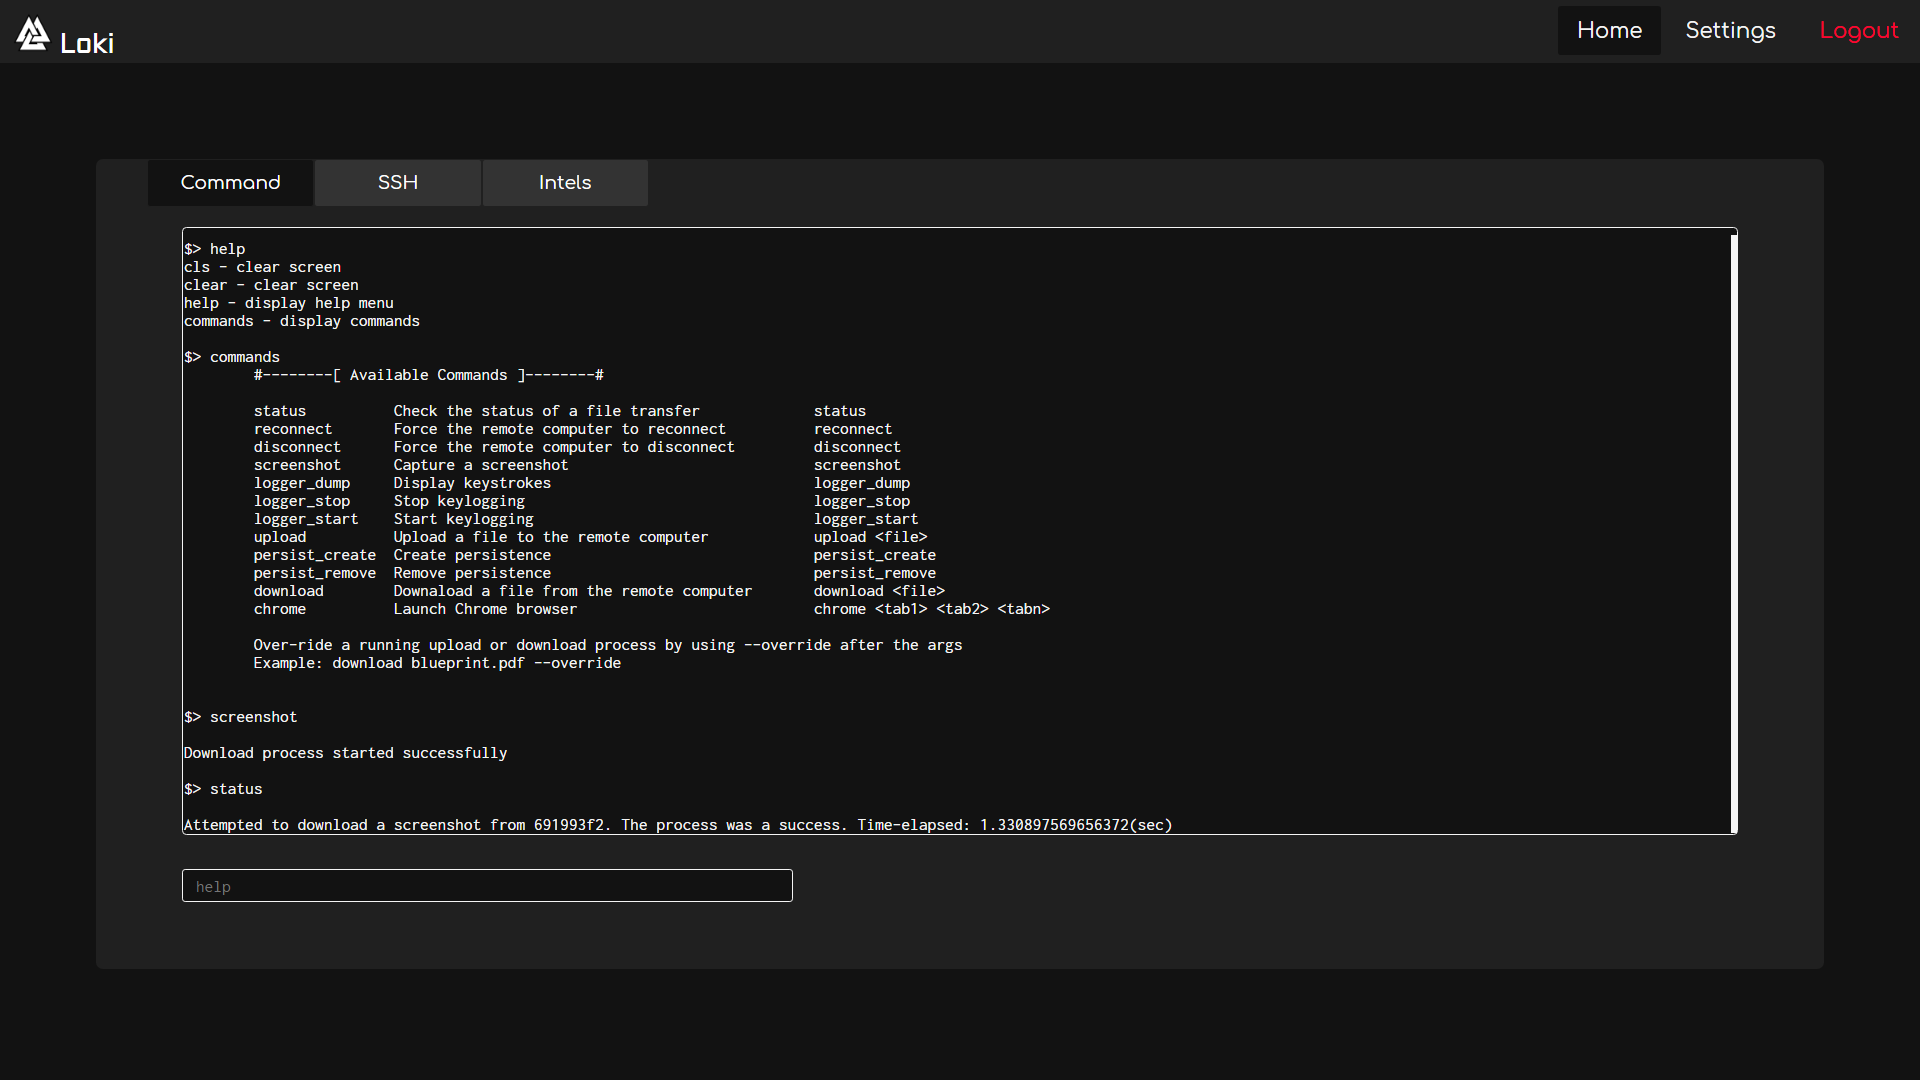 Loki
Home Settings Logout
Command SSH Intels
$> help
cls - clear screen
clear - clear screen
help - display help menu
commands - display commands
$> commands
#--------[ Available Commands ]--------#
status Check the status of a file transfer status
reconnect Force the remote computer to reconnect reconnect
disconnect Force the remote computer to disconnect disconnect
screenshot Capture a screenshot screenshot
logger_dump Display keystrokes logger_dump
logger_stop Stop keylogging logger_stop
logger_start Start keylogging logger_start
upload Upload a file to the remote computer upload <file>
persist_create Create persistence persist_create
persist_remove Remove persistence persist_remove
download Downaload a file from the remote computer download <file>
chrome Launch Chrome browser chrome <tab1> <tab2> <tabn>
Over-ride a running upload or download process by using --override after the args
Example: download blueprint.pdf --override
$> screenshot
Download process started successfully
$> status
Attempted to download a screenshot from 691993f2. The process was a success. Time-elapsed: 1.330897569656372(sec)
help